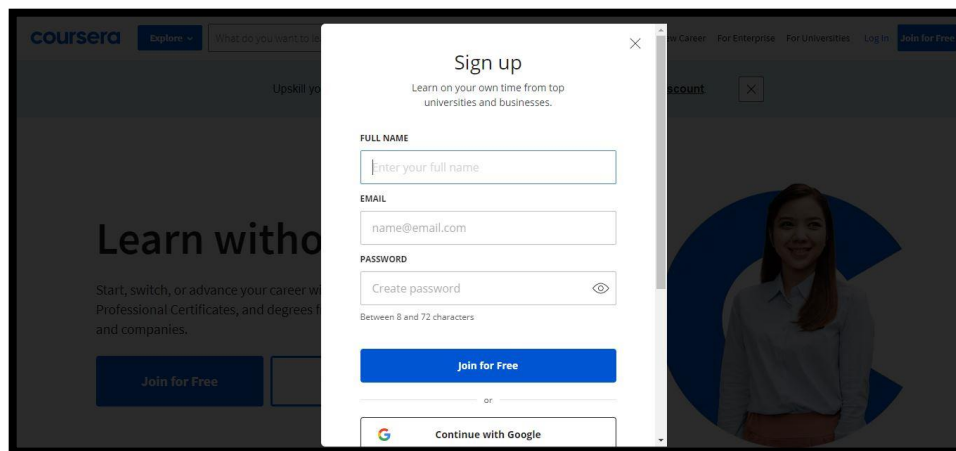 coursera
Explore
What do you want to le
ew Career For Enterprise For Universities Log In Join for Free
Upskill yo
scount
Sign up
Learn on your own time from top
universities and businesses.
FULL NAME
Enter your full name
EMAIL
name@email.com
PASSWORD
Create password
Between 8 and 72 characters
Join for Free
or
Continue with Google
Learn witho
Start, switch, or advance your career wi
Professional Certificates, and degrees f
and companies.
Join for Free